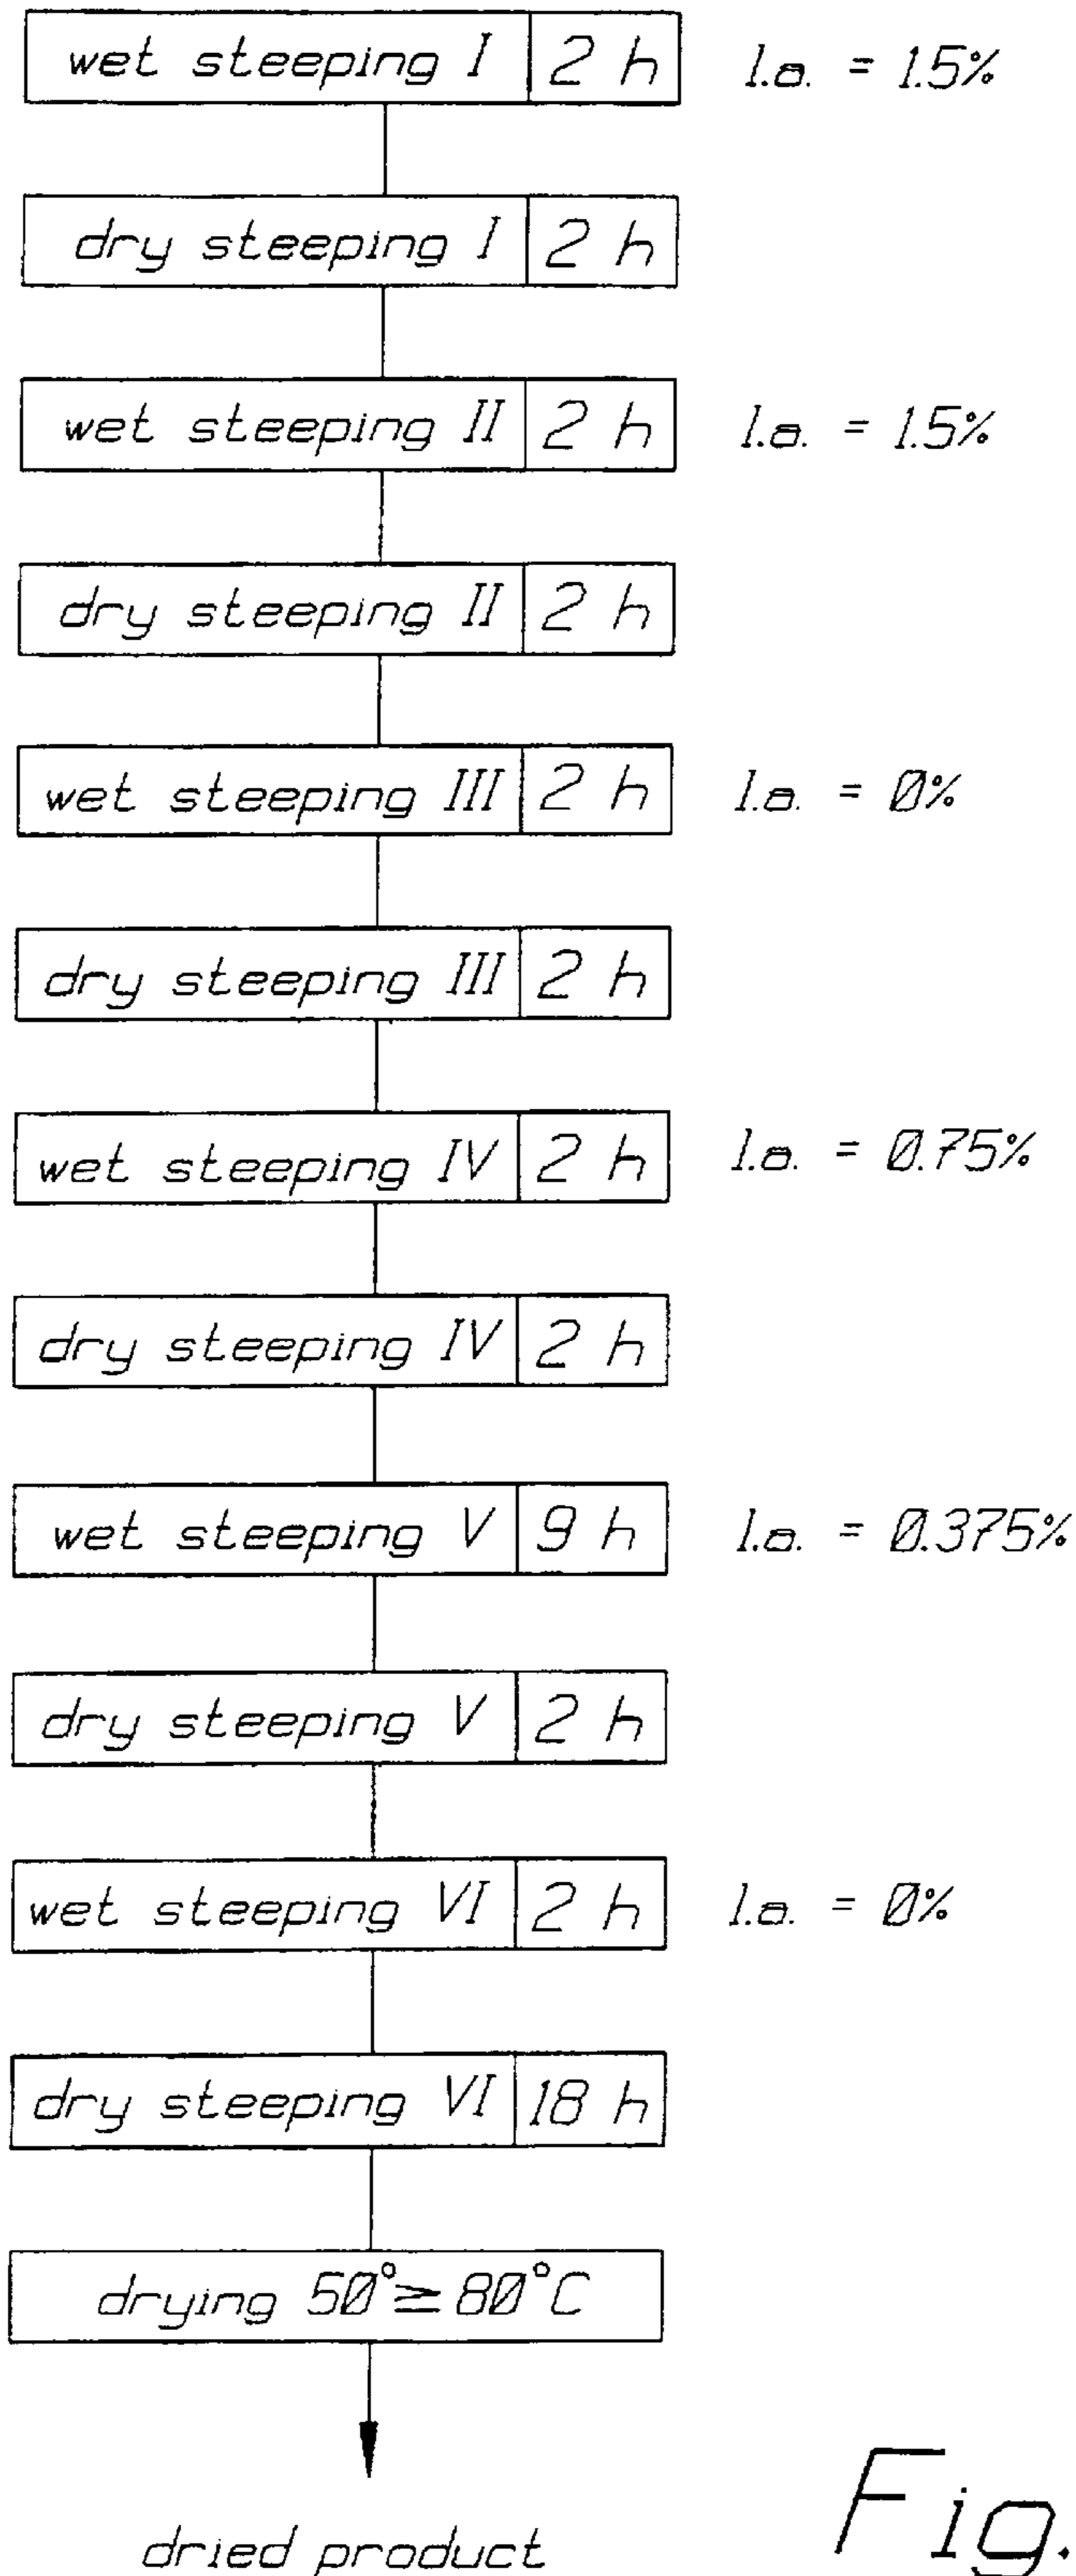 wet steeping I 2 h l.a. = 1.5%
dry steeping I 2 h
wet steeping II 2 h l.a. = 1.5%
dry steeping II 2 h
wet steeping III 2 h l.a. = 0%
dry steeping III 2 h
wet steeping IV 2 h l.a. = 0.75%
dry steeping IV 2 h
wet steeping V 9 h l.a. = 0.375%
dry steeping V 2 h
wet steeping VI 2 h l.a. = 0%
dry steeping VI 18 h
drying 50°≥80°C
dried product
Fig.